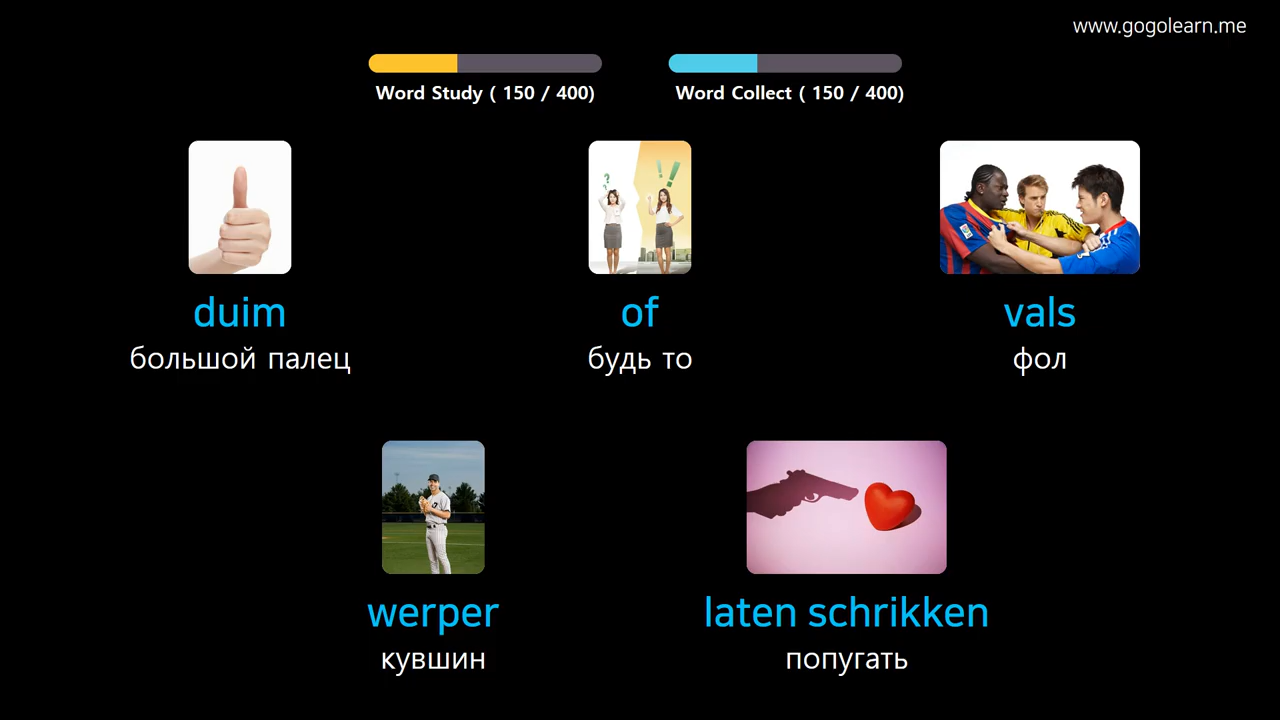 www.gogolearn.me
Word Study ( 150 / 400)
Word Collect ( 150 / 400)
duim
большой палец
of
будь то
vals
фол
werper
кувшин
laten schrikken
попугать